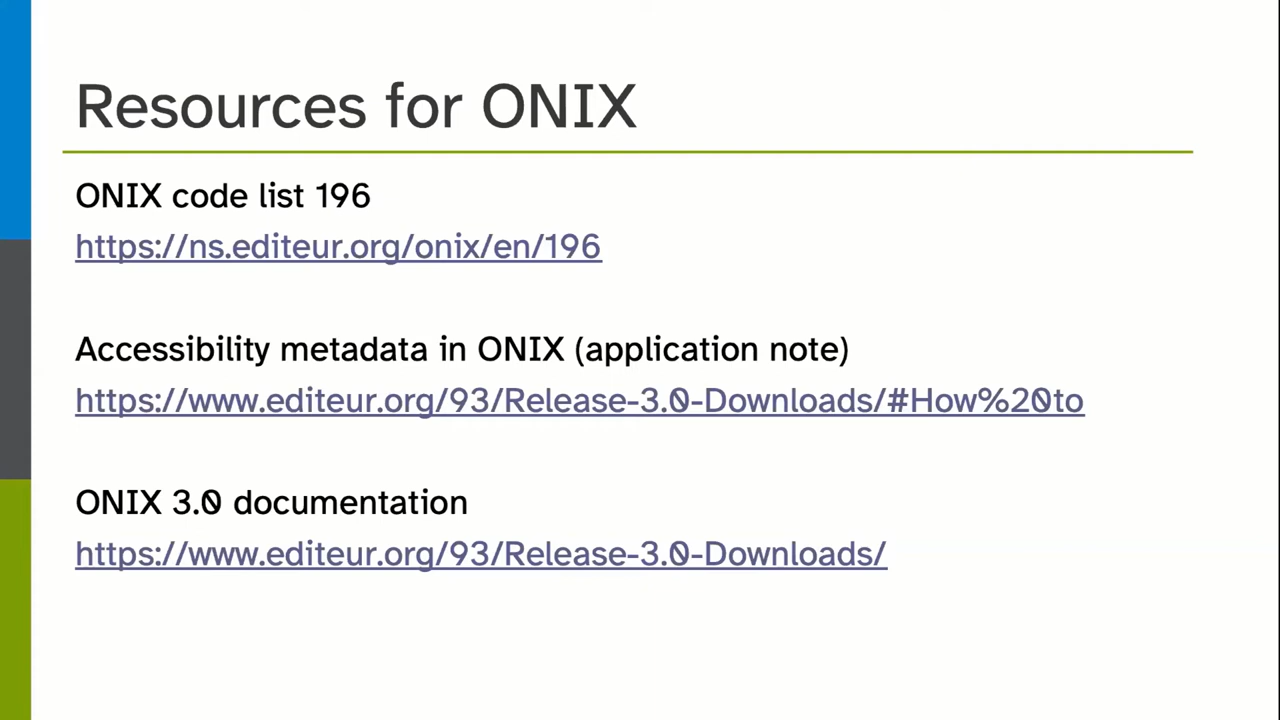 Resources for ONIX
ONIX code list 196
https://ns.editeur.org/onix/en/196
Accessibility metadata in ONIX (application note)
https://www.editeur.org/93/Release-3.0-Downloads/#How%20to
ONIX 3.0 documentation
https://www.editeur.org/93/Release-3.0-Downloads/